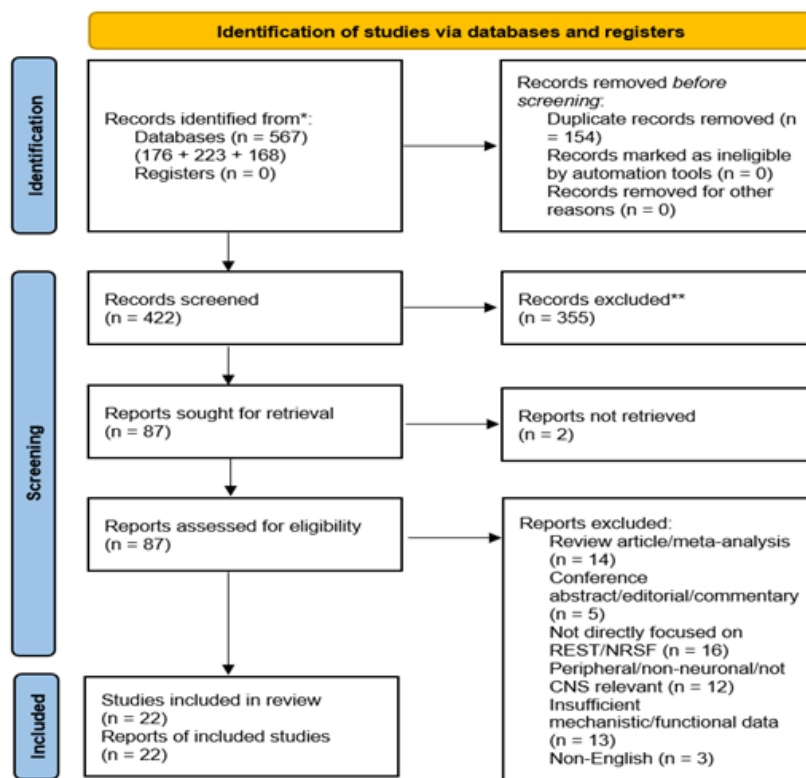 Identification of studies via databases and registers
Identification
Records identified from*:
Databases (n = 567)
(176 + 223 + 168)
Registers (n = 0)
Records removed before
screening:
Duplicate records removed (n
= 154)
Records marked as ineligible
by automation tools (n = 0)
Records removed for other
reasons (n = 0)
Screening
Records screened
(n = 422)
Records excluded**
(n = 355)
Reports sought for retrieval
(n = 87)
Reports not retrieved
(n = 2)
Reports assessed for eligibility
(n = 87)
Reports excluded:
Review article/meta-analysis
(n = 14)
Conference
abstract/editorial/commentary
(n = 5)
Not directly focused on
REST/NRSF (n = 16)
Peripheral/non-neuronal/not
CNS relevant (n = 12)
Insufficient
mechanistic/functional data
(n = 13)
Non-English (n = 3)
Included
Studies included in review
(n = 22)
Reports of included studies
(n = 22)